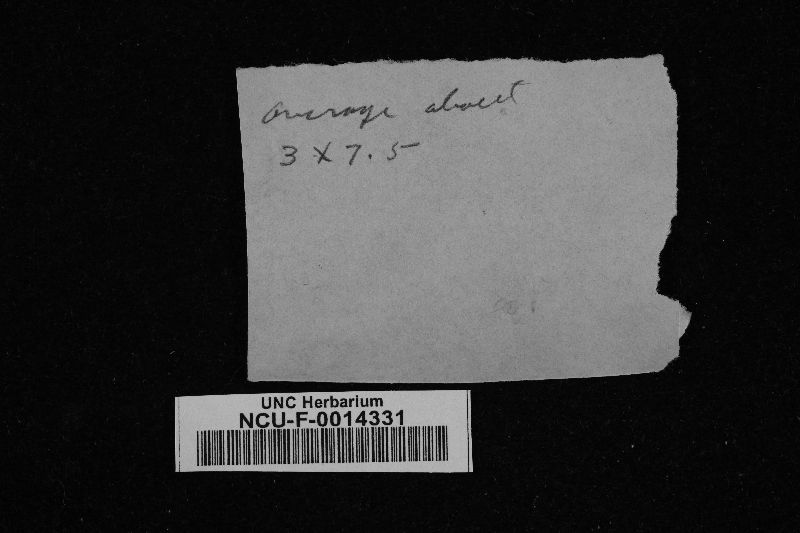 average about
3 X 7.5
UNC Herbarium
NCU-F-0014331